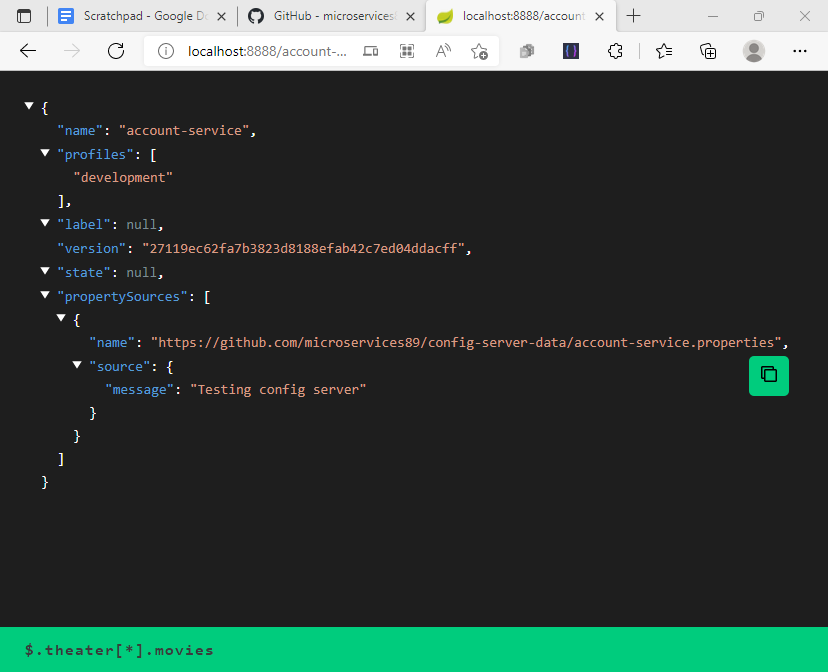 Scratchpad - Google Do
GitHub - microservices8
localhost:8888/account
localhost:8888/account-...
{
"name": "account-service",
"profiles": [
"development"
],
"label": null,
"version": "27119ec62fa7b3823d8188efab42c7ed04ddacff",
"state": null,
"propertySources": [
{
"name": "https://github.com/microservices89/config-server-data/account-service.properties",
"source": {
"message": "Testing config server"
}
}
]
}
$.theater[*].movies